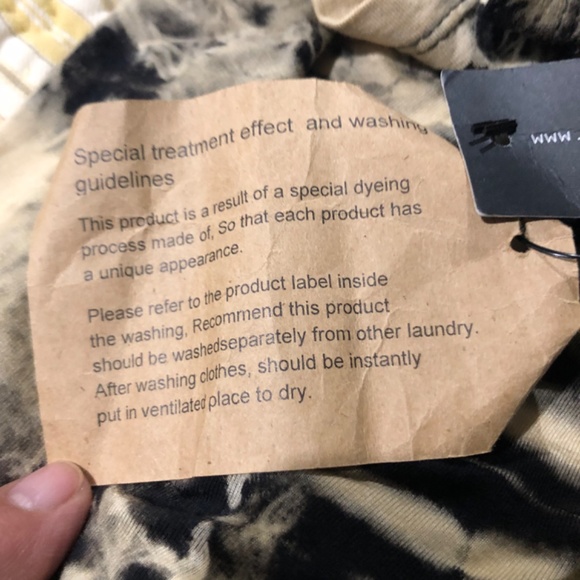 Special treatment effect and washing
guidelines
This product is a result of a special dyeing
process made of, So that each product has
a unique appearance.
Please refer to the product label inside
the washing, Recommend this product
should be washedseparately from other laundry.
After washing clothes, should be instantly
put in ventilated place to dry.
WWW